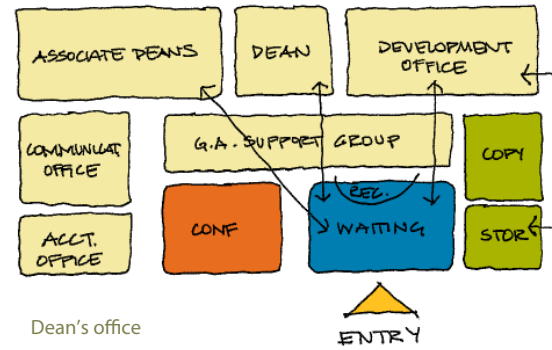 ASSOCIATE DEANS
DEAN
DEVELOPMENT
OFFICE
COMMUNICAT.
OFFICE
G.A. SUPPORT GROUP
COPY
REC.
ACCT.
OFFICE
CONF
WAITING
STOR
Dean's office
ENTRY